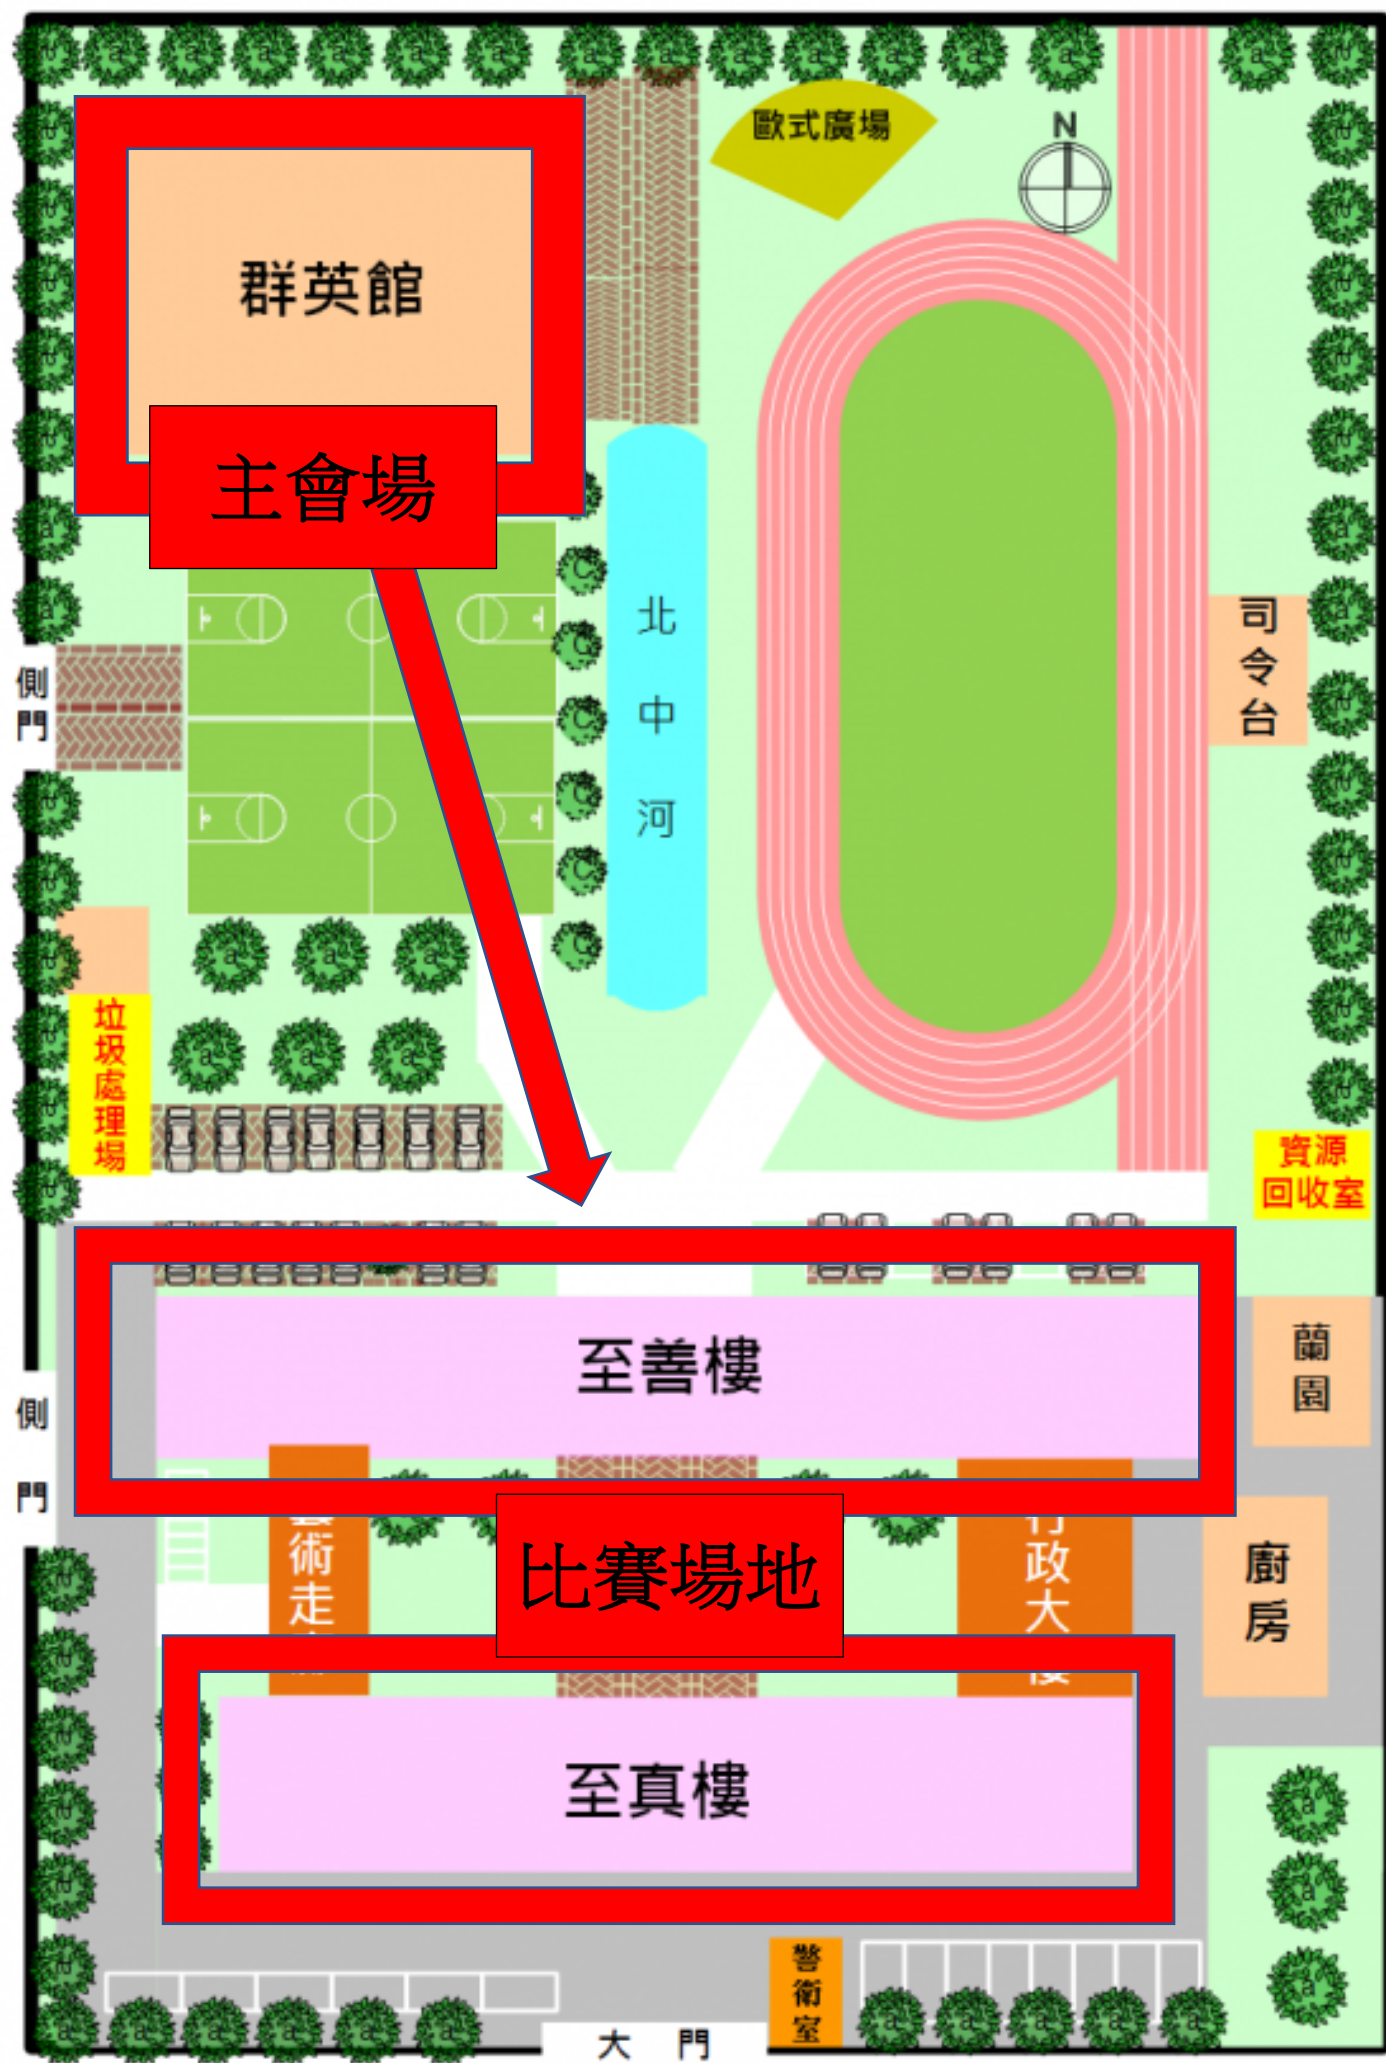 歐式廣場
N
群英館
主會場
北中河
司令台
側門
垃圾處理場
資源
回收室
至善樓
蘭園
側門
術走
比賽場地
行政大樓
廚房
至真樓
警衛室
大門